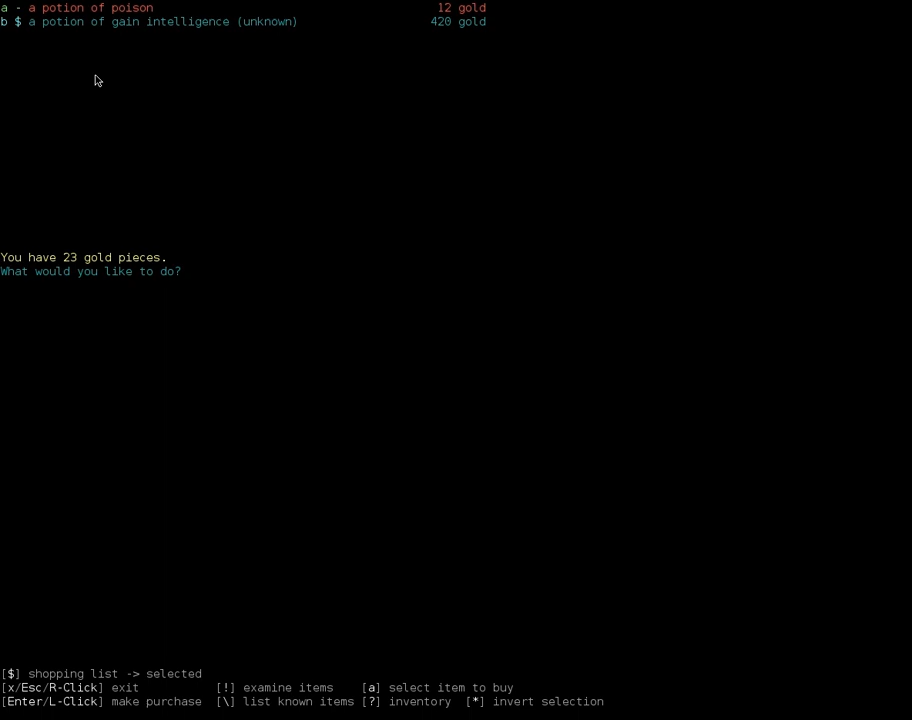 a - a potion of poison 12 gold
b $ a potion of gain intelligence (unknown) 420 gold
You have 23 gold pieces.
What would you like to do?
[$] shopping list -> selected
[x/Esc/R-Click] exit [!] examine items [a] select item to buy
[Enter/L-Click] make purchase [\] list known items [?] inventory [*] invert selection